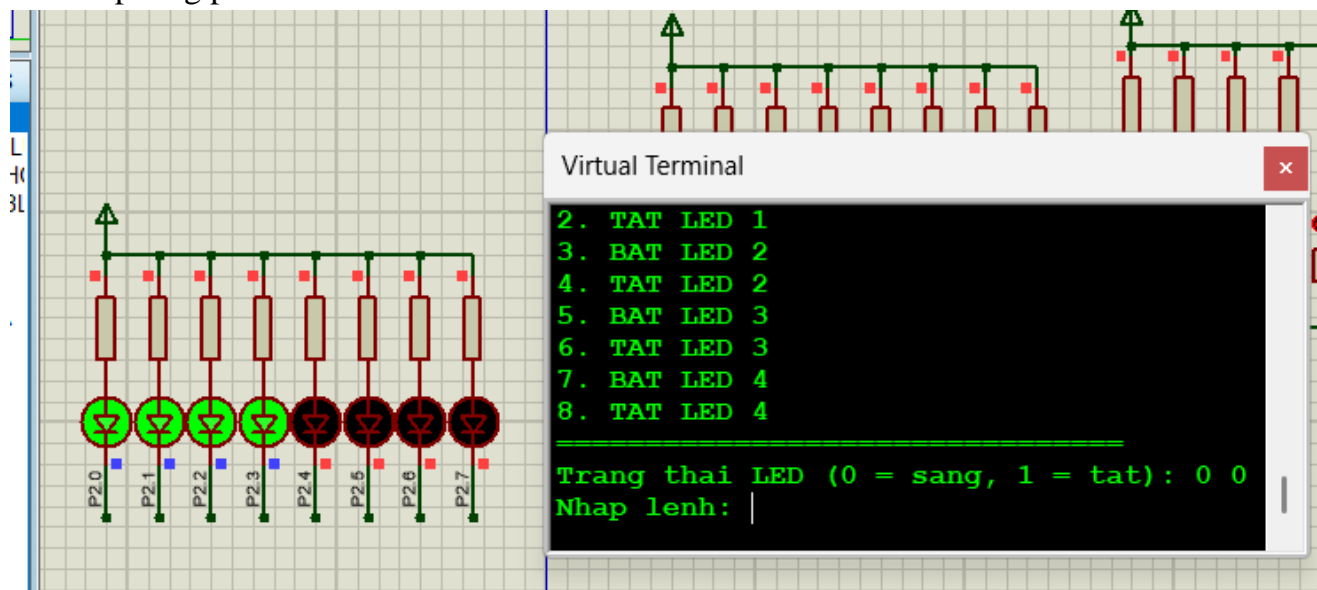 Virtual Terminal
2. TAT LED 1
3. BAT LED 2
4. TAT LED 2
5. BAT LED 3
6. TAT LED 3
7. BAT LED 4
8. TAT LED 4
================================
Trang thai LED (0 = sang, 1 = tat): 0 0
Nhap lenh:
P2.0
P2.1
P2.2
P2.3
P2.4
P2.5
P2.6
P2.7